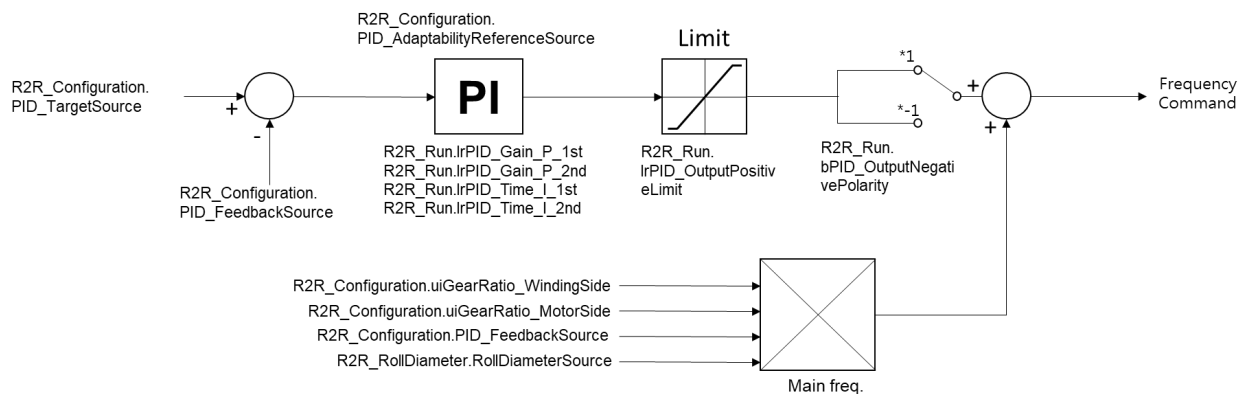 R2R_Configuration.
PID_AdaptabilityReferenceSource
Limit
R2R_Configuration.
PID_TargetSource
+
-
PI
*1
*-1
+
+
Frequency
Command
R2R_Configuration.
PID_FeedbackSource
R2R_Run.lrPID_Gain_P_1st
R2R_Run.lrPID_Gain_P_2nd
R2R_Run.lrPID_Time_I_1st
R2R_Run.lrPID_Time_I_2nd
R2R_Run.
lrPID_OutputPositiv
eLimit
R2R_Run.
bPID_OutputNegati
vePolarity
R2R_Configuration.uiGearRatio_WindingSide
R2R_Configuration.uiGearRatio_MotorSide
R2R_Configuration.PID_FeedbackSource
R2R_RollDiameter.RollDiameterSource
Main freq.